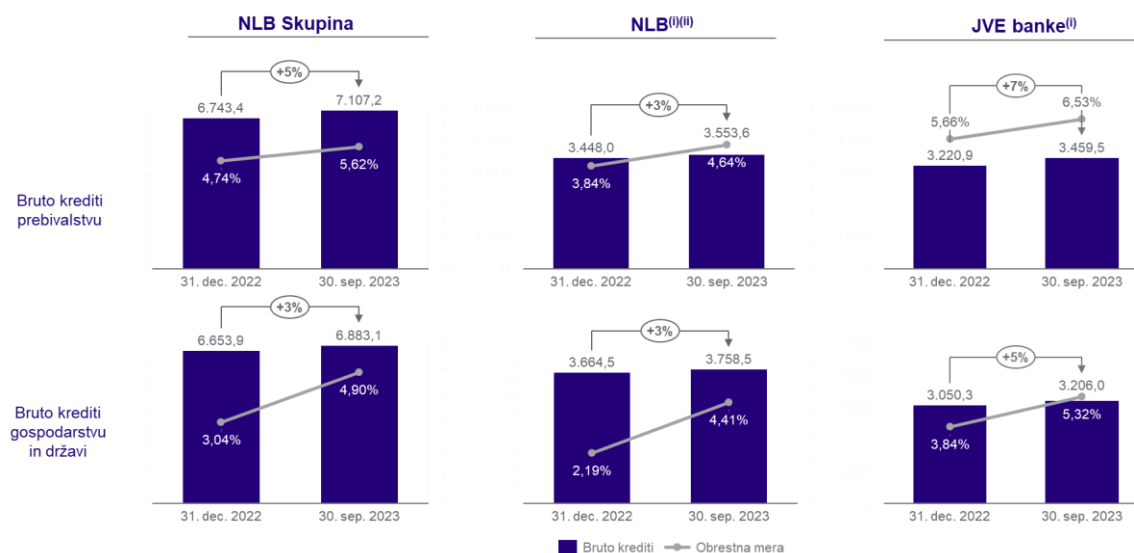 NLB Skupina
NLB(i)(ii)
JVE banke(i)
Bruto krediti
prebivalstvu
+5%
6.743,4
7.107,2
4,74%
5,62%
31. dec. 2022
30. sep. 2023
+3%
3.448,0
3.553,6
3,84%
4,64%
31. dec. 2022
30. sep. 2023
+7%
5,66%
6,53%
3.220,9
3.459,5
31. dec. 2022
30. sep. 2023
Bruto krediti
gospodarstvu
in državi
+3%
6.653,9
6.883,1
3,04%
4,90%
31. dec. 2022
30. sep. 2023
+3%
3.664,5
3.758,5
2,19%
4,41%
31. dec. 2022
30. sep. 2023
+5%
3.050,3
3.206,0
3,84%
5,32%
31. dec. 2022
30. sep. 2023
Bruto krediti
Obrestna mera